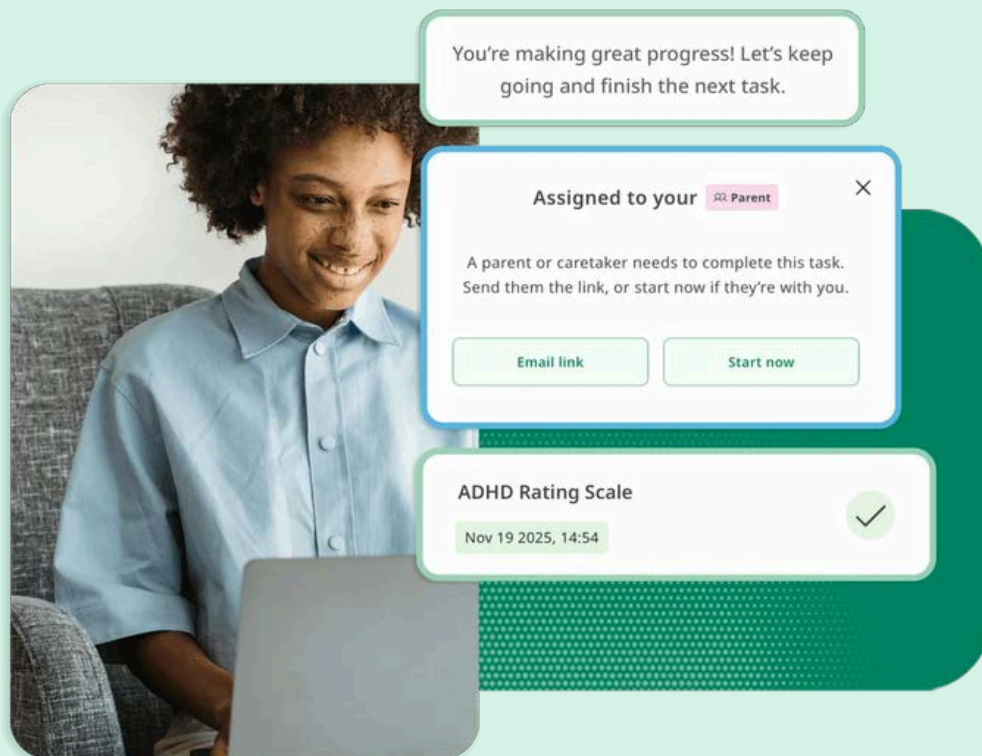 You're making great progress! Let's keep
going and finish the next task.
Assigned to your Parent
A parent or caretaker needs to complete this task.
Send them the link, or start now if they're with you.
Email link
Start now
ADHD Rating Scale
Nov 19 2025, 14:54